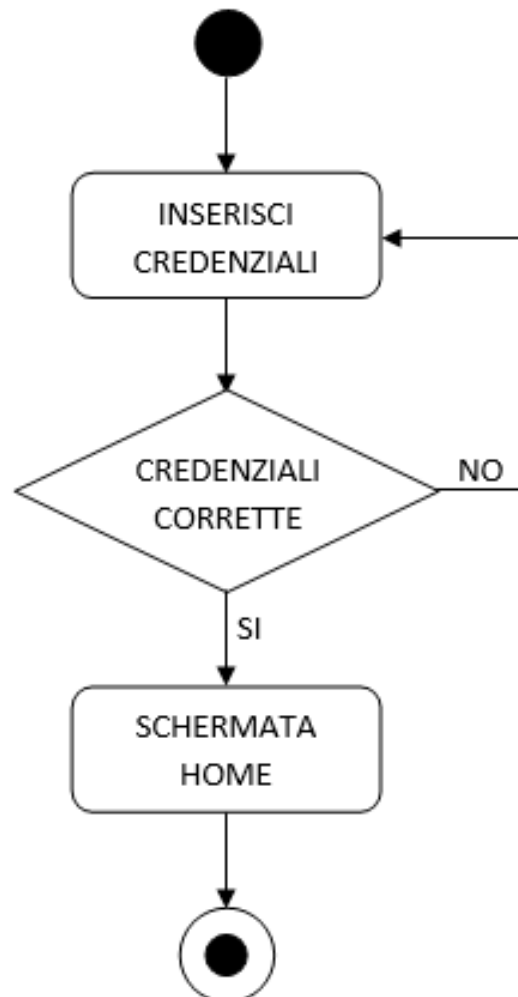 INSERISCI
CREDENZIALI
CREDENZIALI
CORRETTE
NO
SI
SCHERMATA
HOME